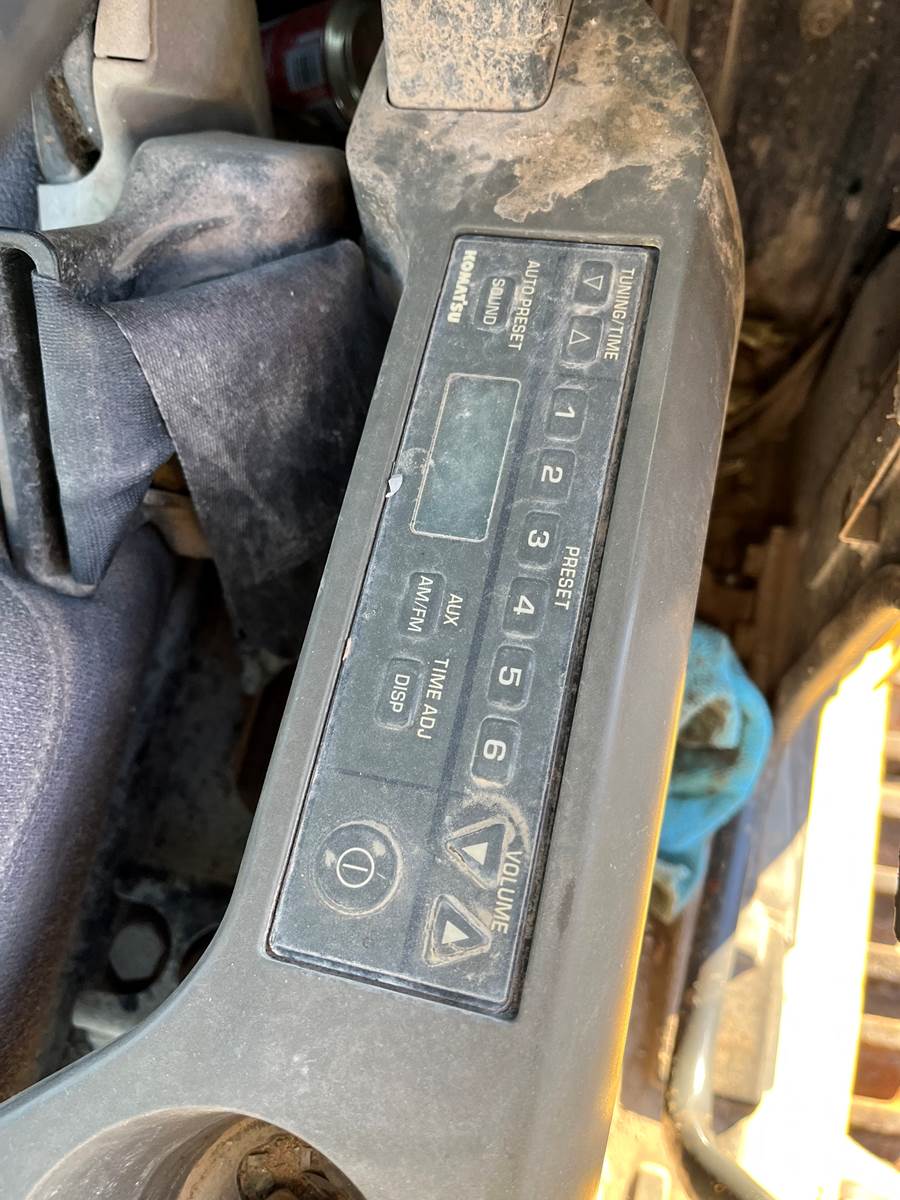 TUNING/TIME
1
2
3
4
5
6
PRESET
VOLUME
AUTO PRESET
SOUND
KOMATSU
AUX
AM/FM
TIME ADJ
DISP